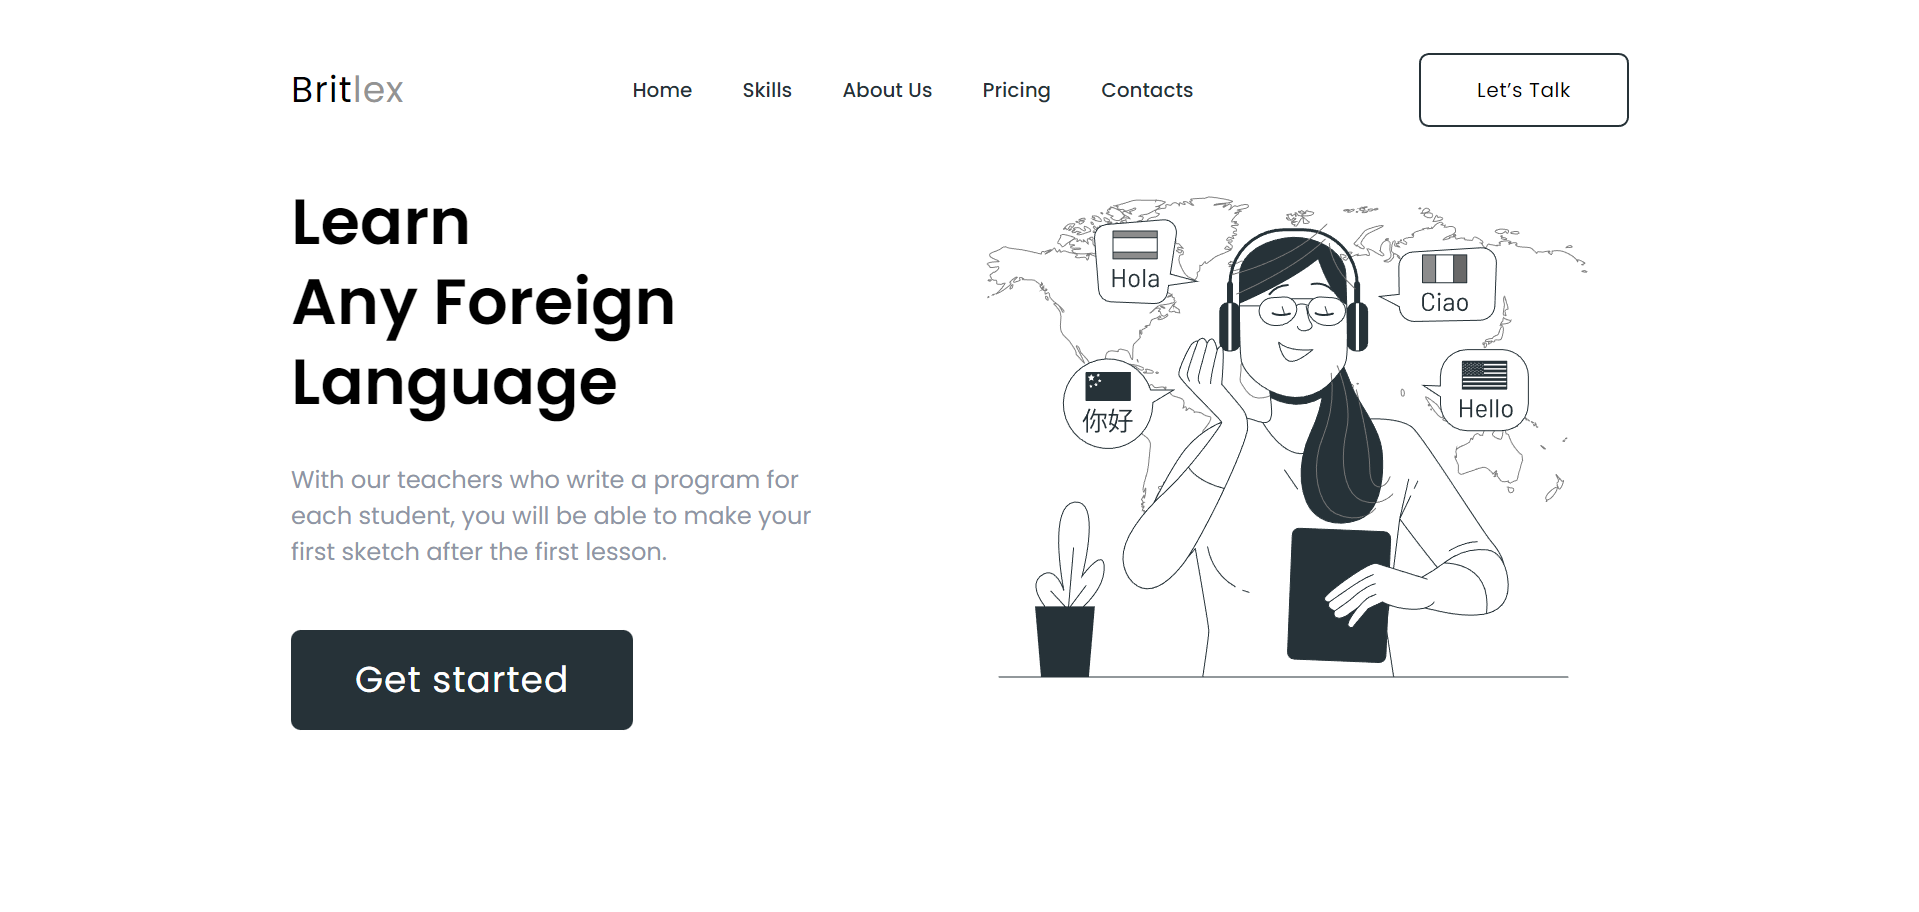 Britlex
Home Skills About Us Pricing Contacts
Let’s Talk
Learn
Any Foreign
Language
With our teachers who write a program for
each student, you will be able to make your
first sketch after the first lesson.
Get started
Hola
Ciao
你好
Hello